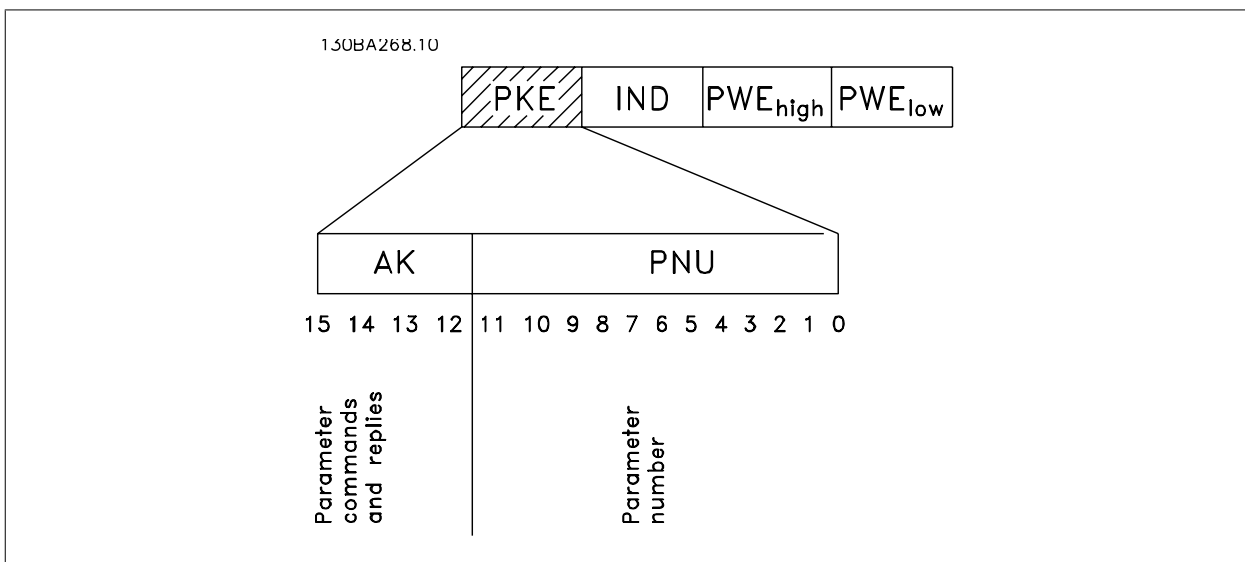 130BA268.10
PKE IND PWEhigh PWElow
AK PNU
15 14 13 12 11 10 9 8 7 6 5 4 3 2 1 0
Parameter
commands
and replies
Parameter
number